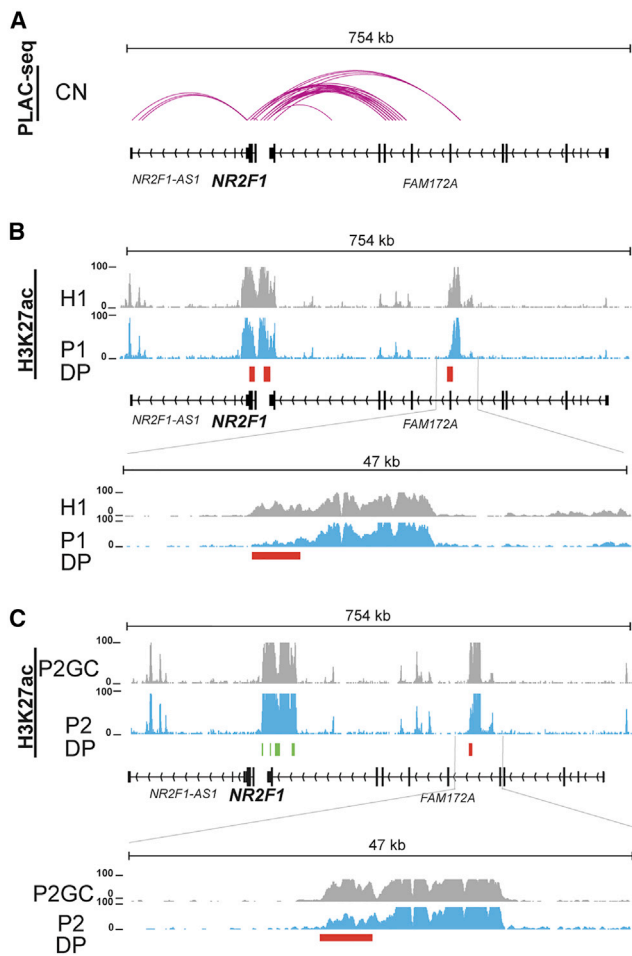 A
754 kb
PLAC-seq
CN
NR2F1-AS1 NR2F1 FAM172A
B
754 kb
H3K27ac
100
H1
0
100
P1
0
DP
NR2F1-AS1 NR2F1 FAM172A
47 kb
100
H1
0
100
P1
0
DP
C
754 kb
H3K27ac
100
P2GC
0
100
P2
0
DP
NR2F1-AS1 NR2F1 FAM172A
47 kb
100
P2GC
0
100
P2
0
DP